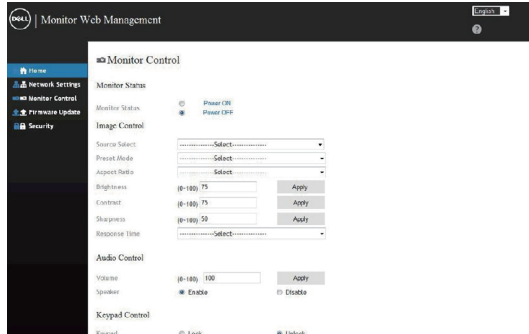 DELL | Monitor Web Management
English
?
Home
Network Settings
Monitor Control
Firmware Update
Security
Monitor Control
Monitor Status
Monitor Status
Power ON
Power OFF
Image Control
Source Select ---------------Select---------------
Preset Mode ---------------Select---------------
Aspect Ratio ---------------Select---------------
Brightness (0~100) 75 Apply
Contrast (0~100) 75 Apply
Sharpness (0~100) 50 Apply
Response Time ---------------Select---------------
Audio Control
Volume (0~100) 100 Apply
Speaker Enable Disable
Keypad Control
Keypad Lock Unlock